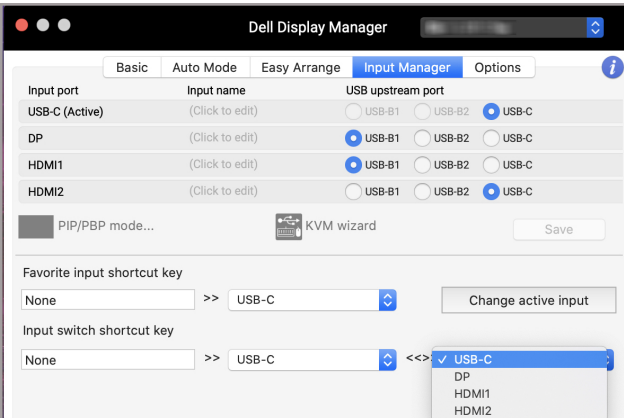 Dell Display Manager
Basic Auto Mode Easy Arrange Input Manager Options i
Input port Input name USB upstream port
USB-C (Active) (Click to edit) USB-B1 USB-B2 USB-C
DP (Click to edit) USB-B1 USB-B2 USB-C
HDMI1 (Click to edit) USB-B1 USB-B2 USB-C
HDMI2 (Click to edit) USB-B1 USB-B2 USB-C
PIP/PBP mode... KVM wizard Save
Favorite input shortcut key
None >> USB-C Change active input
Input switch shortcut key
None >> USB-C <<> ✓ USB-C
DP
HDMI1
HDMI2